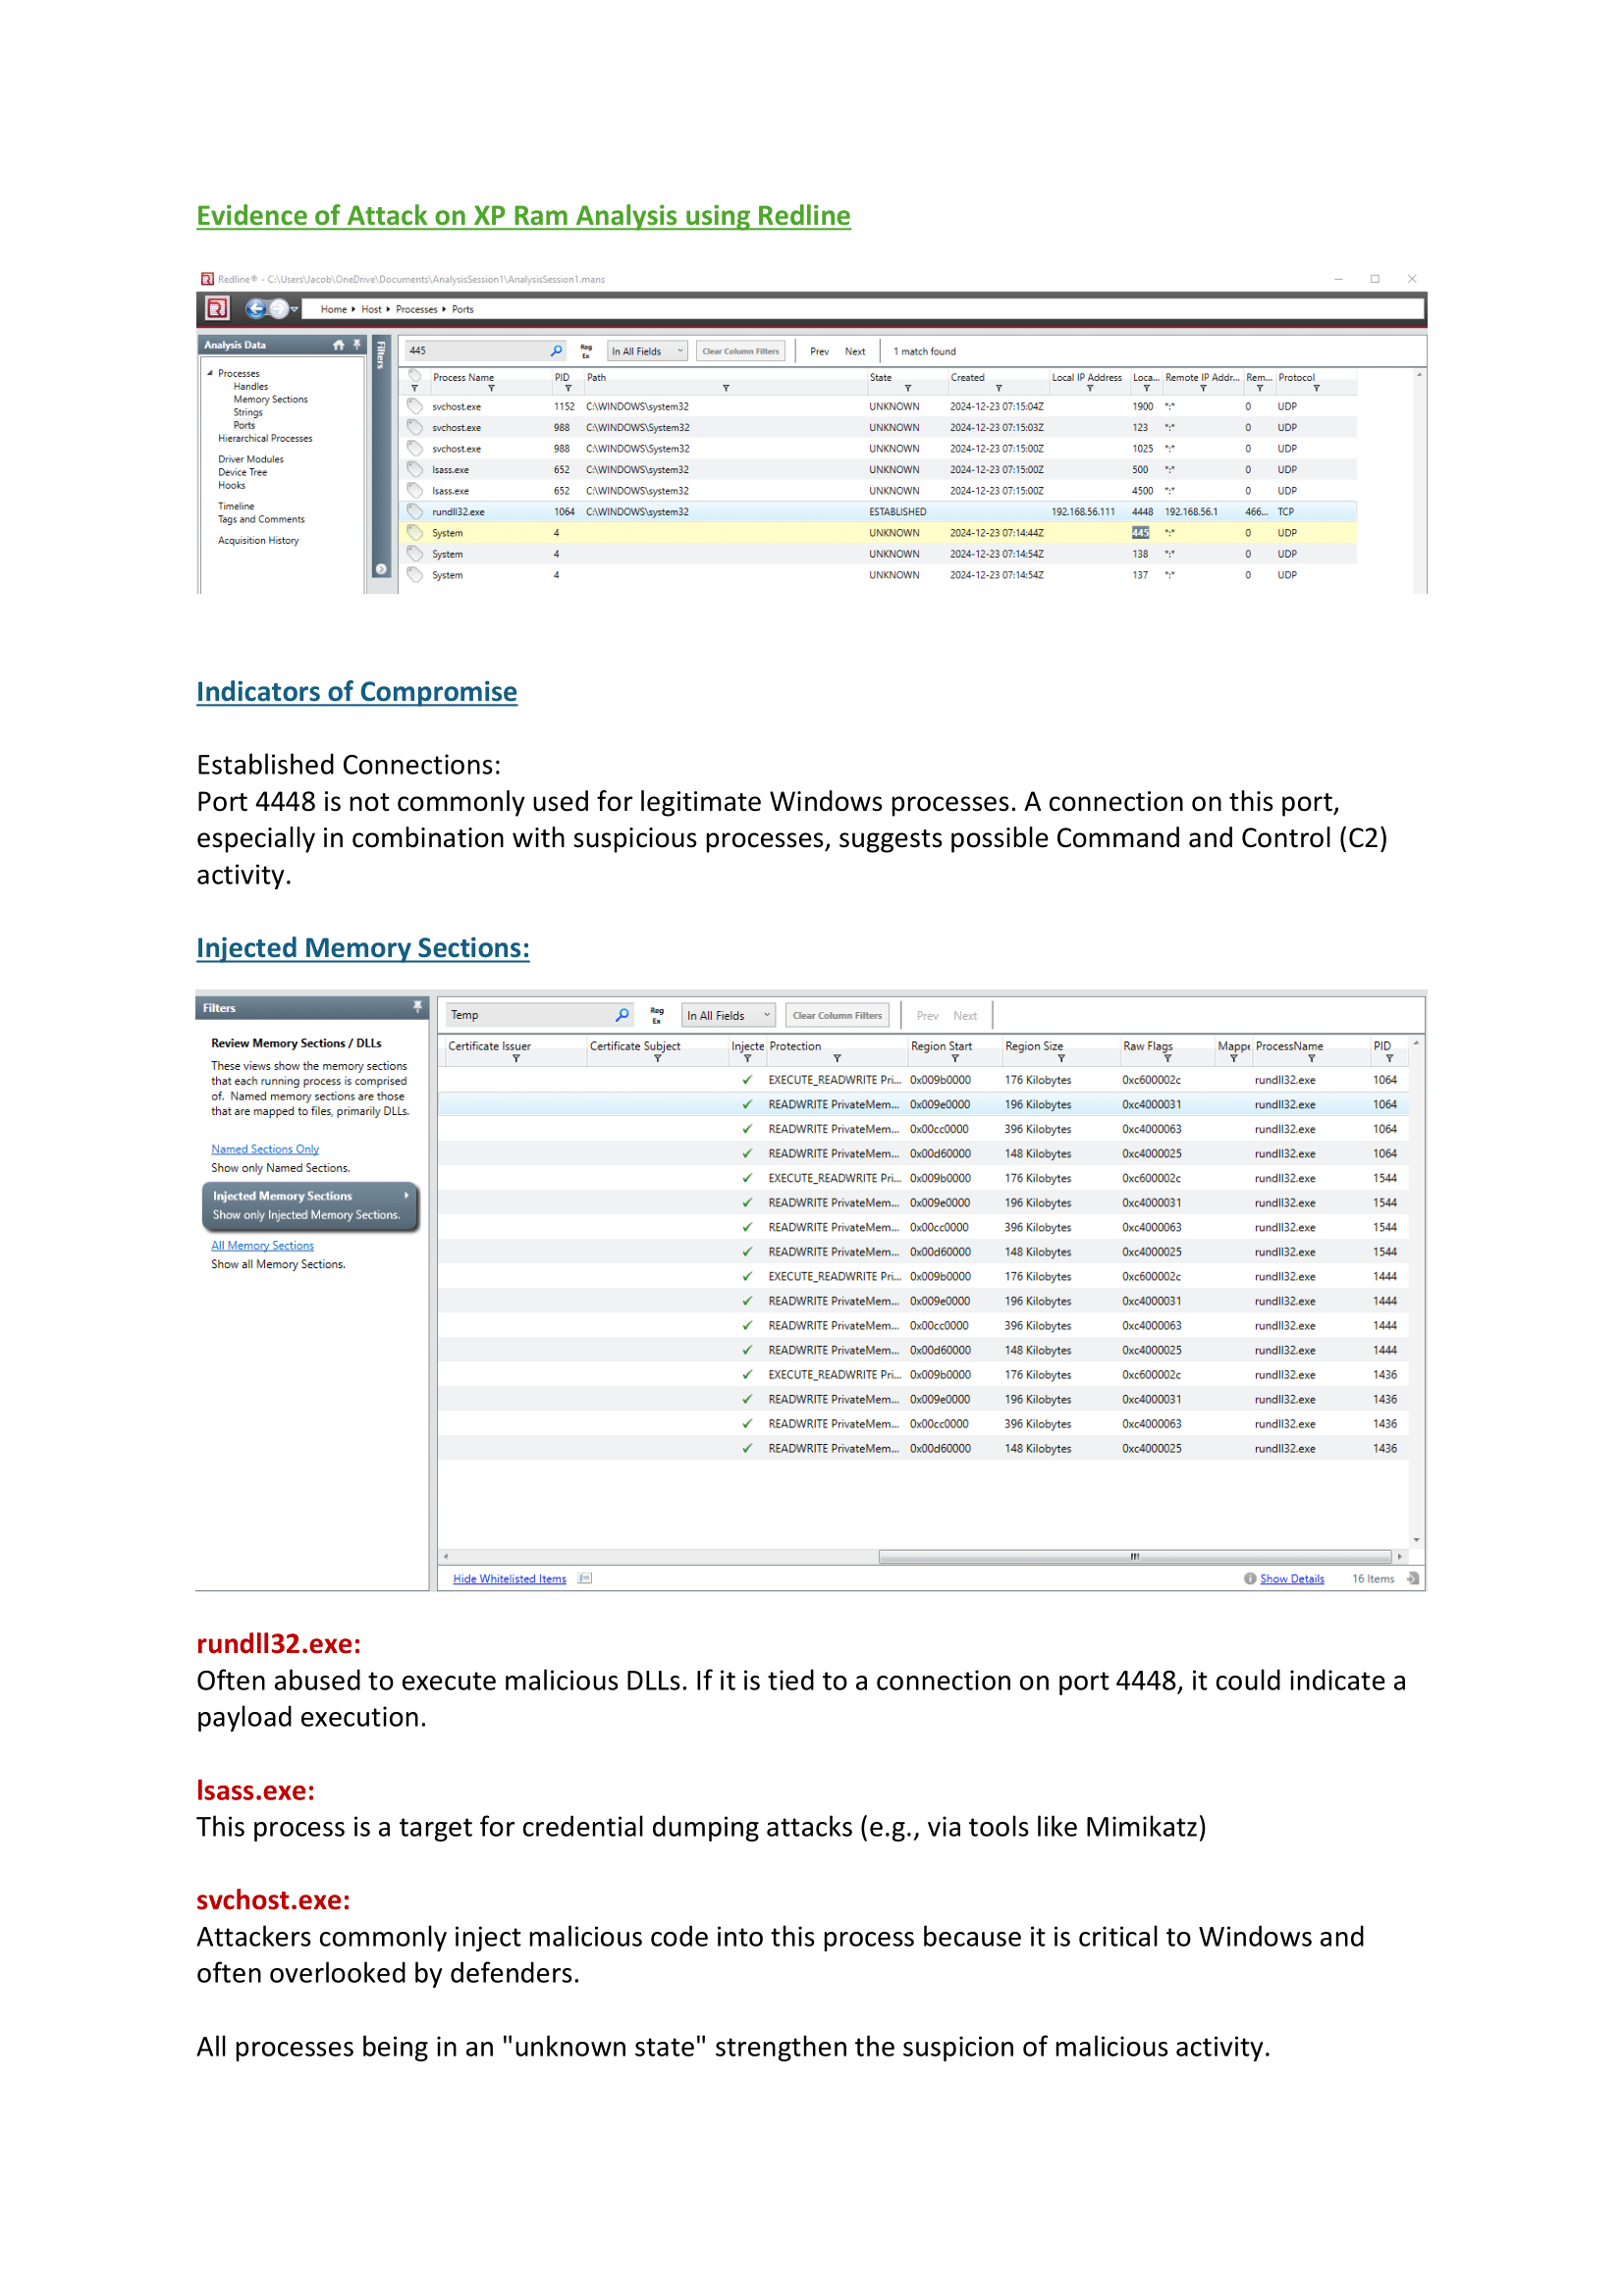 Evidence of Attack on XP Ram Analysis using Redline
Redline® - C:\Users\Jacob\OneDrive\Documents\AnalysisSession1\AnalysisSession1.mans
Home ▸ Host ▸ Processes ▸ Ports
Analysis Data
Filters
445 Reg Ex In All Fields Clear Column Filters Prev Next 1 match found
Processes
Handles
Memory Sections
Strings
Ports
Hierarchical Processes
Driver Modules
Device Tree
Hooks
Timeline
Tags and Comments
Acquisition History
Process Name PID Path State Created Local IP Address Loca... Remote IP Addr... Rem... Protocol
svchost.exe 1152 C:\WINDOWS\system32 UNKNOWN 2024-12-23 07:15:04Z 1900 *:* 0 UDP
svchost.exe 988 C:\WINDOWS\System32 UNKNOWN 2024-12-23 07:15:03Z 123 *:* 0 UDP
svchost.exe 988 C:\WINDOWS\System32 UNKNOWN 2024-12-23 07:15:00Z 1025 *:* 0 UDP
lsass.exe 652 C:\WINDOWS\system32 UNKNOWN 2024-12-23 07:15:00Z 500 *:* 0 UDP
lsass.exe 652 C:\WINDOWS\system32 UNKNOWN 2024-12-23 07:15:00Z 4500 *:* 0 UDP
rundll32.exe 1064 C:\WINDOWS\system32 ESTABLISHED 192.168.56.111 4448 192.168.56.1 466... TCP
System 4 UNKNOWN 2024-12-23 07:14:44Z 445 *:* 0 UDP
System 4 UNKNOWN 2024-12-23 07:14:54Z 138 *:* 0 UDP
System 4 UNKNOWN 2024-12-23 07:14:54Z 137 *:* 0 UDP
Indicators of Compromise
Established Connections:
Port 4448 is not commonly used for legitimate Windows processes. A connection on this port,
especially in combination with suspicious processes, suggests possible Command and Control (C2)
activity.
Injected Memory Sections:
Filters
Review Memory Sections / DLLs
These views show the memory sections
that each running process is comprised
of. Named memory sections are those
that are mapped to files, primarily DLLs.
Named Sections Only
Show only Named Sections.
Injected Memory Sections
Show only Injected Memory Sections.
All Memory Sections
Show all Memory Sections.
Temp Reg Ex In All Fields Clear Column Filters Prev Next
Certificate Issuer Certificate Subject Injecte Protection Region Start Region Size Raw Flags Mappe ProcessName PID
✓ EXECUTE_READWRITE Pri... 0x009b0000 176 Kilobytes 0xc600002c rundll32.exe 1064
✓ READWRITE PrivateMem... 0x009e0000 196 Kilobytes 0xc4000031 rundll32.exe 1064
✓ READWRITE PrivateMem... 0x00cc0000 396 Kilobytes 0xc4000063 rundll32.exe 1064
✓ READWRITE PrivateMem... 0x00d60000 148 Kilobytes 0xc4000025 rundll32.exe 1064
✓ EXECUTE_READWRITE Pri... 0x009b0000 176 Kilobytes 0xc600002c rundll32.exe 1544
✓ READWRITE PrivateMem... 0x009e0000 196 Kilobytes 0xc4000031 rundll32.exe 1544
✓ READWRITE PrivateMem... 0x00cc0000 396 Kilobytes 0xc4000063 rundll32.exe 1544
✓ READWRITE PrivateMem... 0x00d60000 148 Kilobytes 0xc4000025 rundll32.exe 1544
✓ EXECUTE_READWRITE Pri... 0x009b0000 176 Kilobytes 0xc600002c rundll32.exe 1444
✓ READWRITE PrivateMem... 0x009e0000 196 Kilobytes 0xc4000031 rundll32.exe 1444
✓ READWRITE PrivateMem... 0x00cc0000 396 Kilobytes 0xc4000063 rundll32.exe 1444
✓ READWRITE PrivateMem... 0x00d60000 148 Kilobytes 0xc4000025 rundll32.exe 1444
✓ EXECUTE_READWRITE Pri... 0x009b0000 176 Kilobytes 0xc600002c rundll32.exe 1436
✓ READWRITE PrivateMem... 0x009e0000 196 Kilobytes 0xc4000031 rundll32.exe 1436
✓ READWRITE PrivateMem... 0x00cc0000 396 Kilobytes 0xc4000063 rundll32.exe 1436
✓ READWRITE PrivateMem... 0x00d60000 148 Kilobytes 0xc4000025 rundll32.exe 1436
Hide Whitelisted Items Show Details 16 Items
rundll32.exe:
Often abused to execute malicious DLLs. If it is tied to a connection on port 4448, it could indicate a
payload execution.
lsass.exe:
This process is a target for credential dumping attacks (e.g., via tools like Mimikatz)
svchost.exe:
Attackers commonly inject malicious code into this process because it is critical to Windows and
often overlooked by defenders.
All processes being in an "unknown state" strengthen the suspicion of malicious activity.